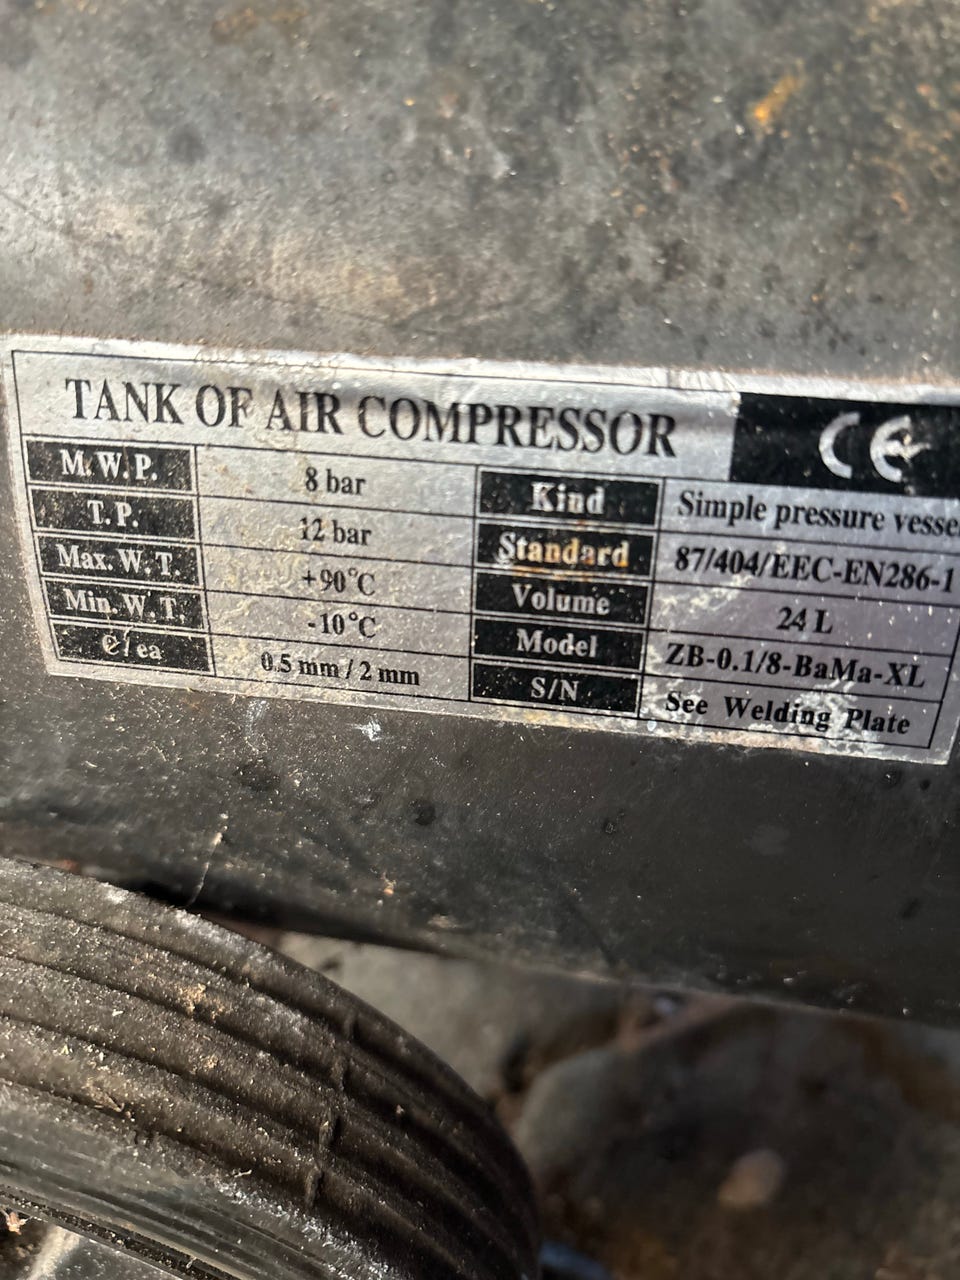 TANK OF AIR COMPRESSOR CE
M.W.P. 8 bar Kind Simple pressure vesse
T.P. 12 bar Standard 87/404/EEC-EN286-1
Max. W.T. +90°C Volume 24 L
Min. W.T. -10°C Model ZB-0.1/8-BaMa-XL
e/ea 0.5 mm / 2 mm S/N See Welding Plate